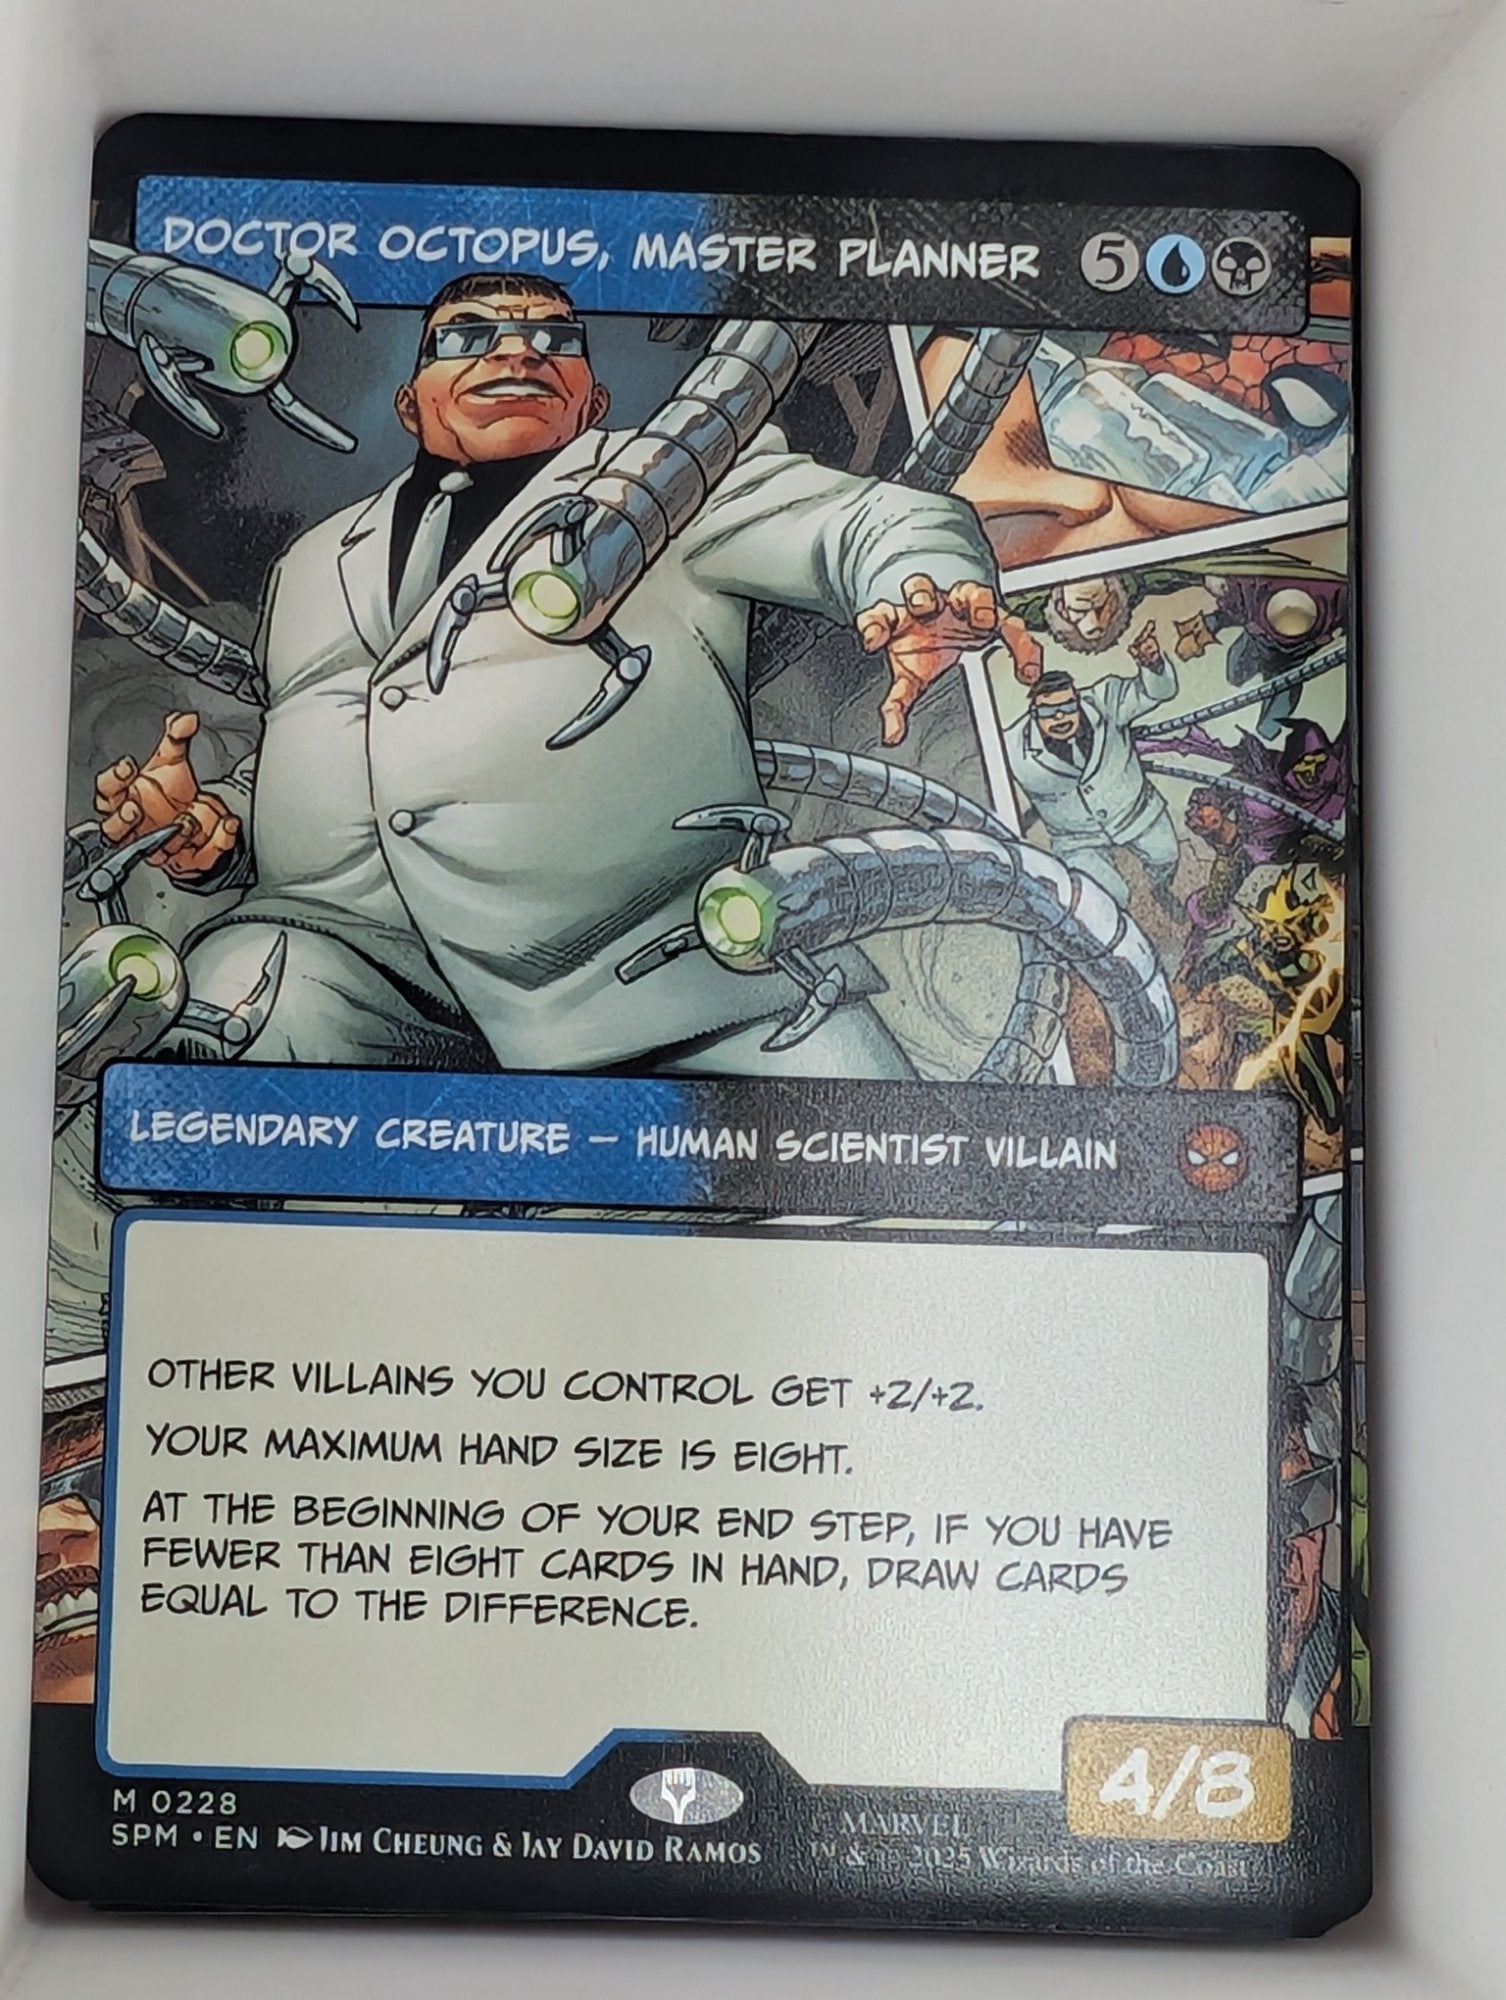 DOCTOR OCTOPUS, MASTER PLANNER 5
LEGENDARY CREATURE — HUMAN SCIENTIST VILLAIN
OTHER VILLAINS YOU CONTROL GET +2/+2.
YOUR MAXIMUM HAND SIZE IS EIGHT.
AT THE BEGINNING OF YOUR END STEP, IF YOU HAVE
FEWER THAN EIGHT CARDS IN HAND, DRAW CARDS
EQUAL TO THE DIFFERENCE.
4/8
M 0228
SPM • EN JIM CHEUNG & JAY DAVID RAMOS
MARVEL
™ & © 2025 Wizards of the Coast